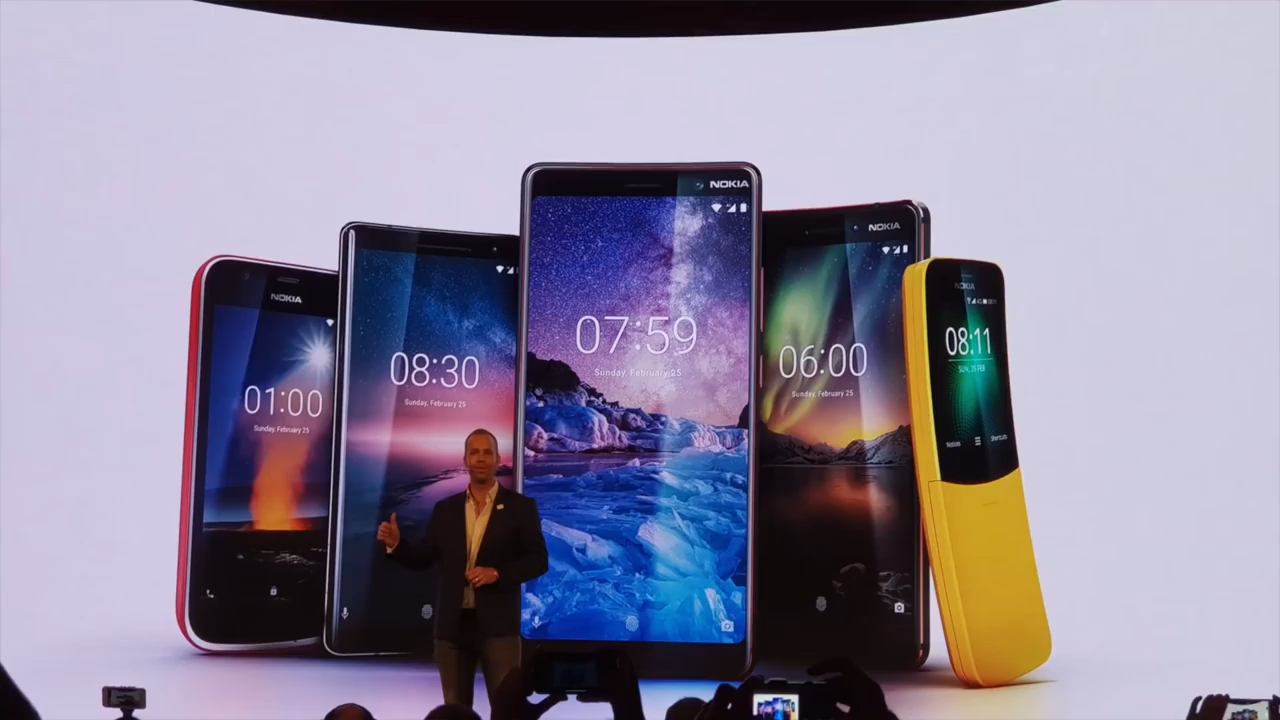 NOKIA
01:00
Sunday, February 25
08:30
Sunday, February 25
NOKIA
07:59
Sunday, February 25
NOKIA
06:00
Sunday, February 25
NOKIA
08:11
SUN, 25 FEB
Notices Shortcuts